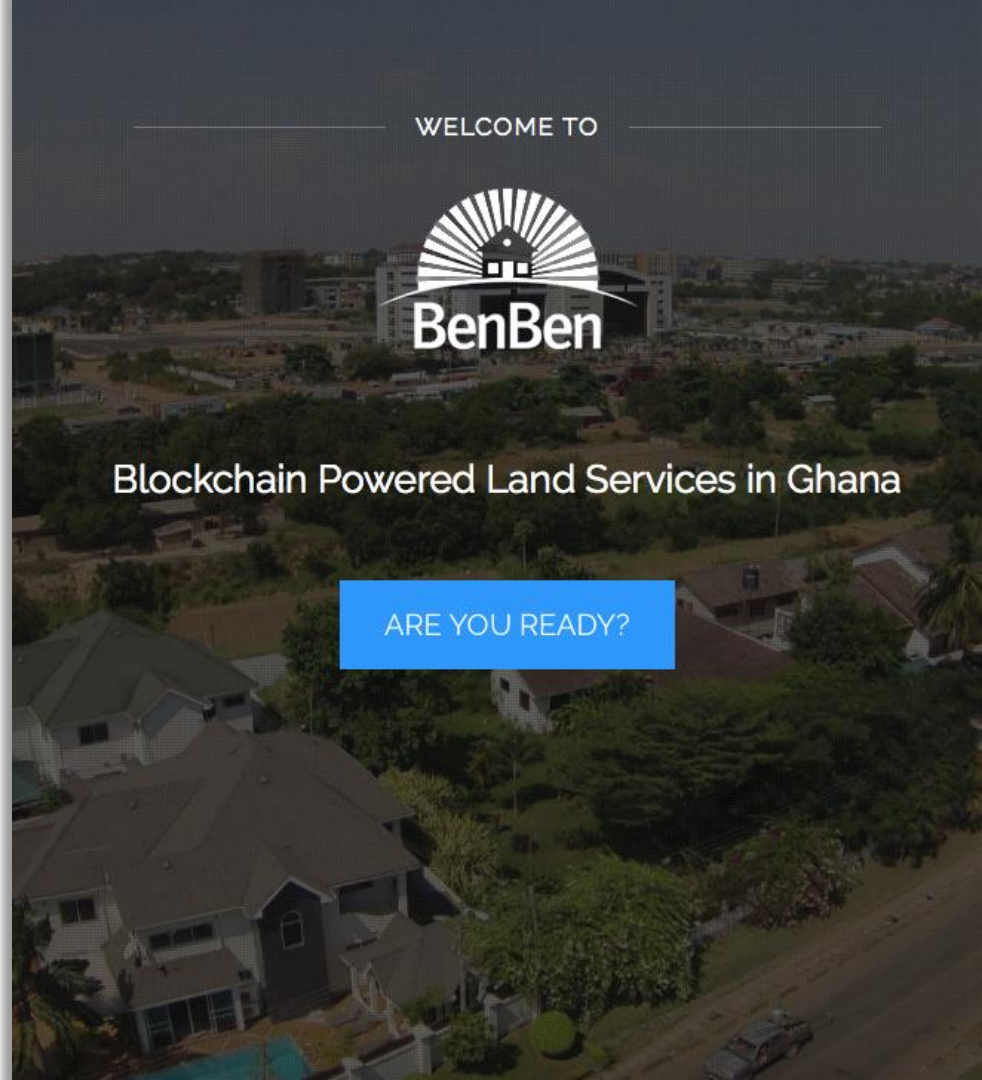 WELCOME TO
BenBen
Blockchain Powered Land Services in Ghana
ARE YOU READY?